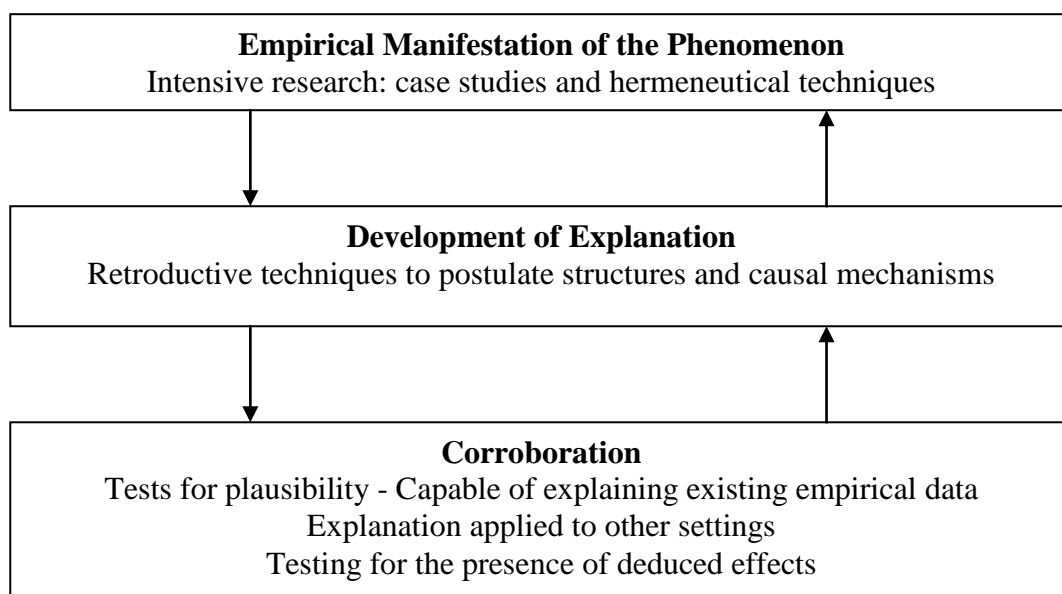 Empirical Manifestation of the Phenomenon
Intensive research: case studies and hermeneutical techniques
Development of Explanation
Retroductive techniques to postulate structures and causal mechanisms
Corroboration
Tests for plausibility - Capable of explaining existing empirical data
Explanation applied to other settings
Testing for the presence of deduced effects